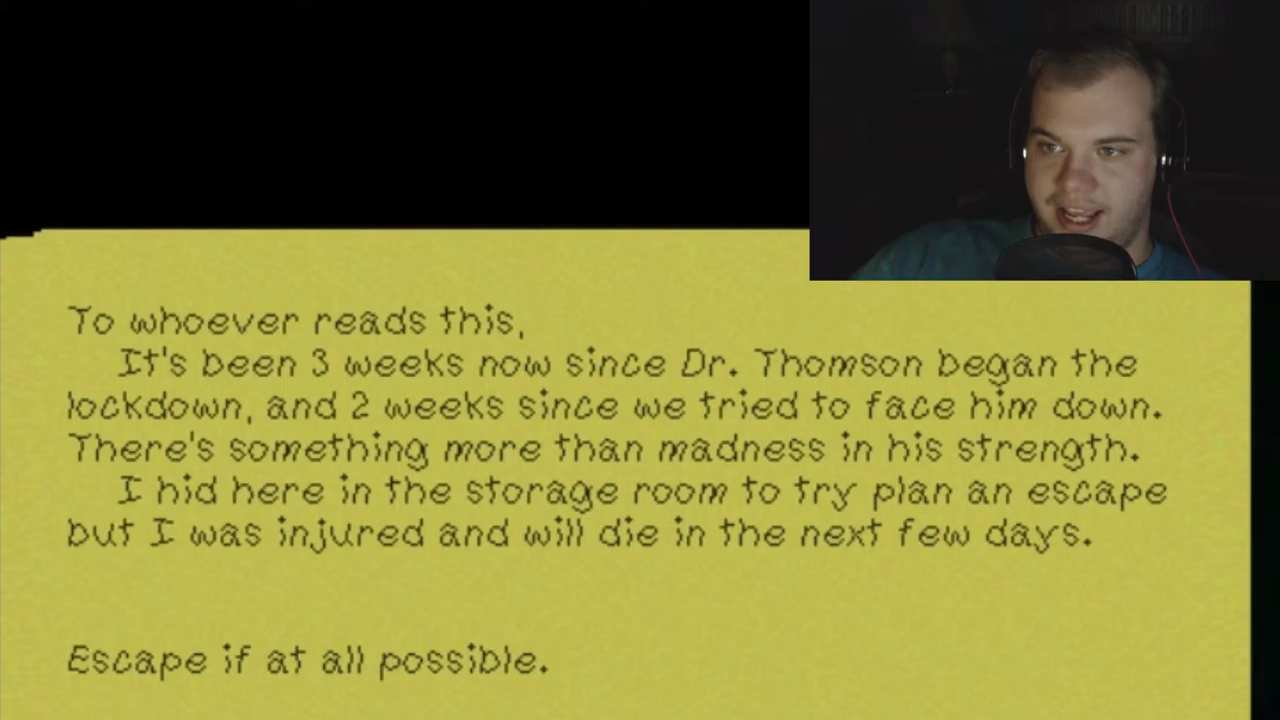 To whoever reads this,
It's been 3 weeks now since Dr. Thomson began the
lockdown, and 2 weeks since we tried to face him down.
There's something more than madness in his strength.
I hid here in the storage room to try plan an escape
but I was injured and will die in the next few days.
Escape if at all possible.